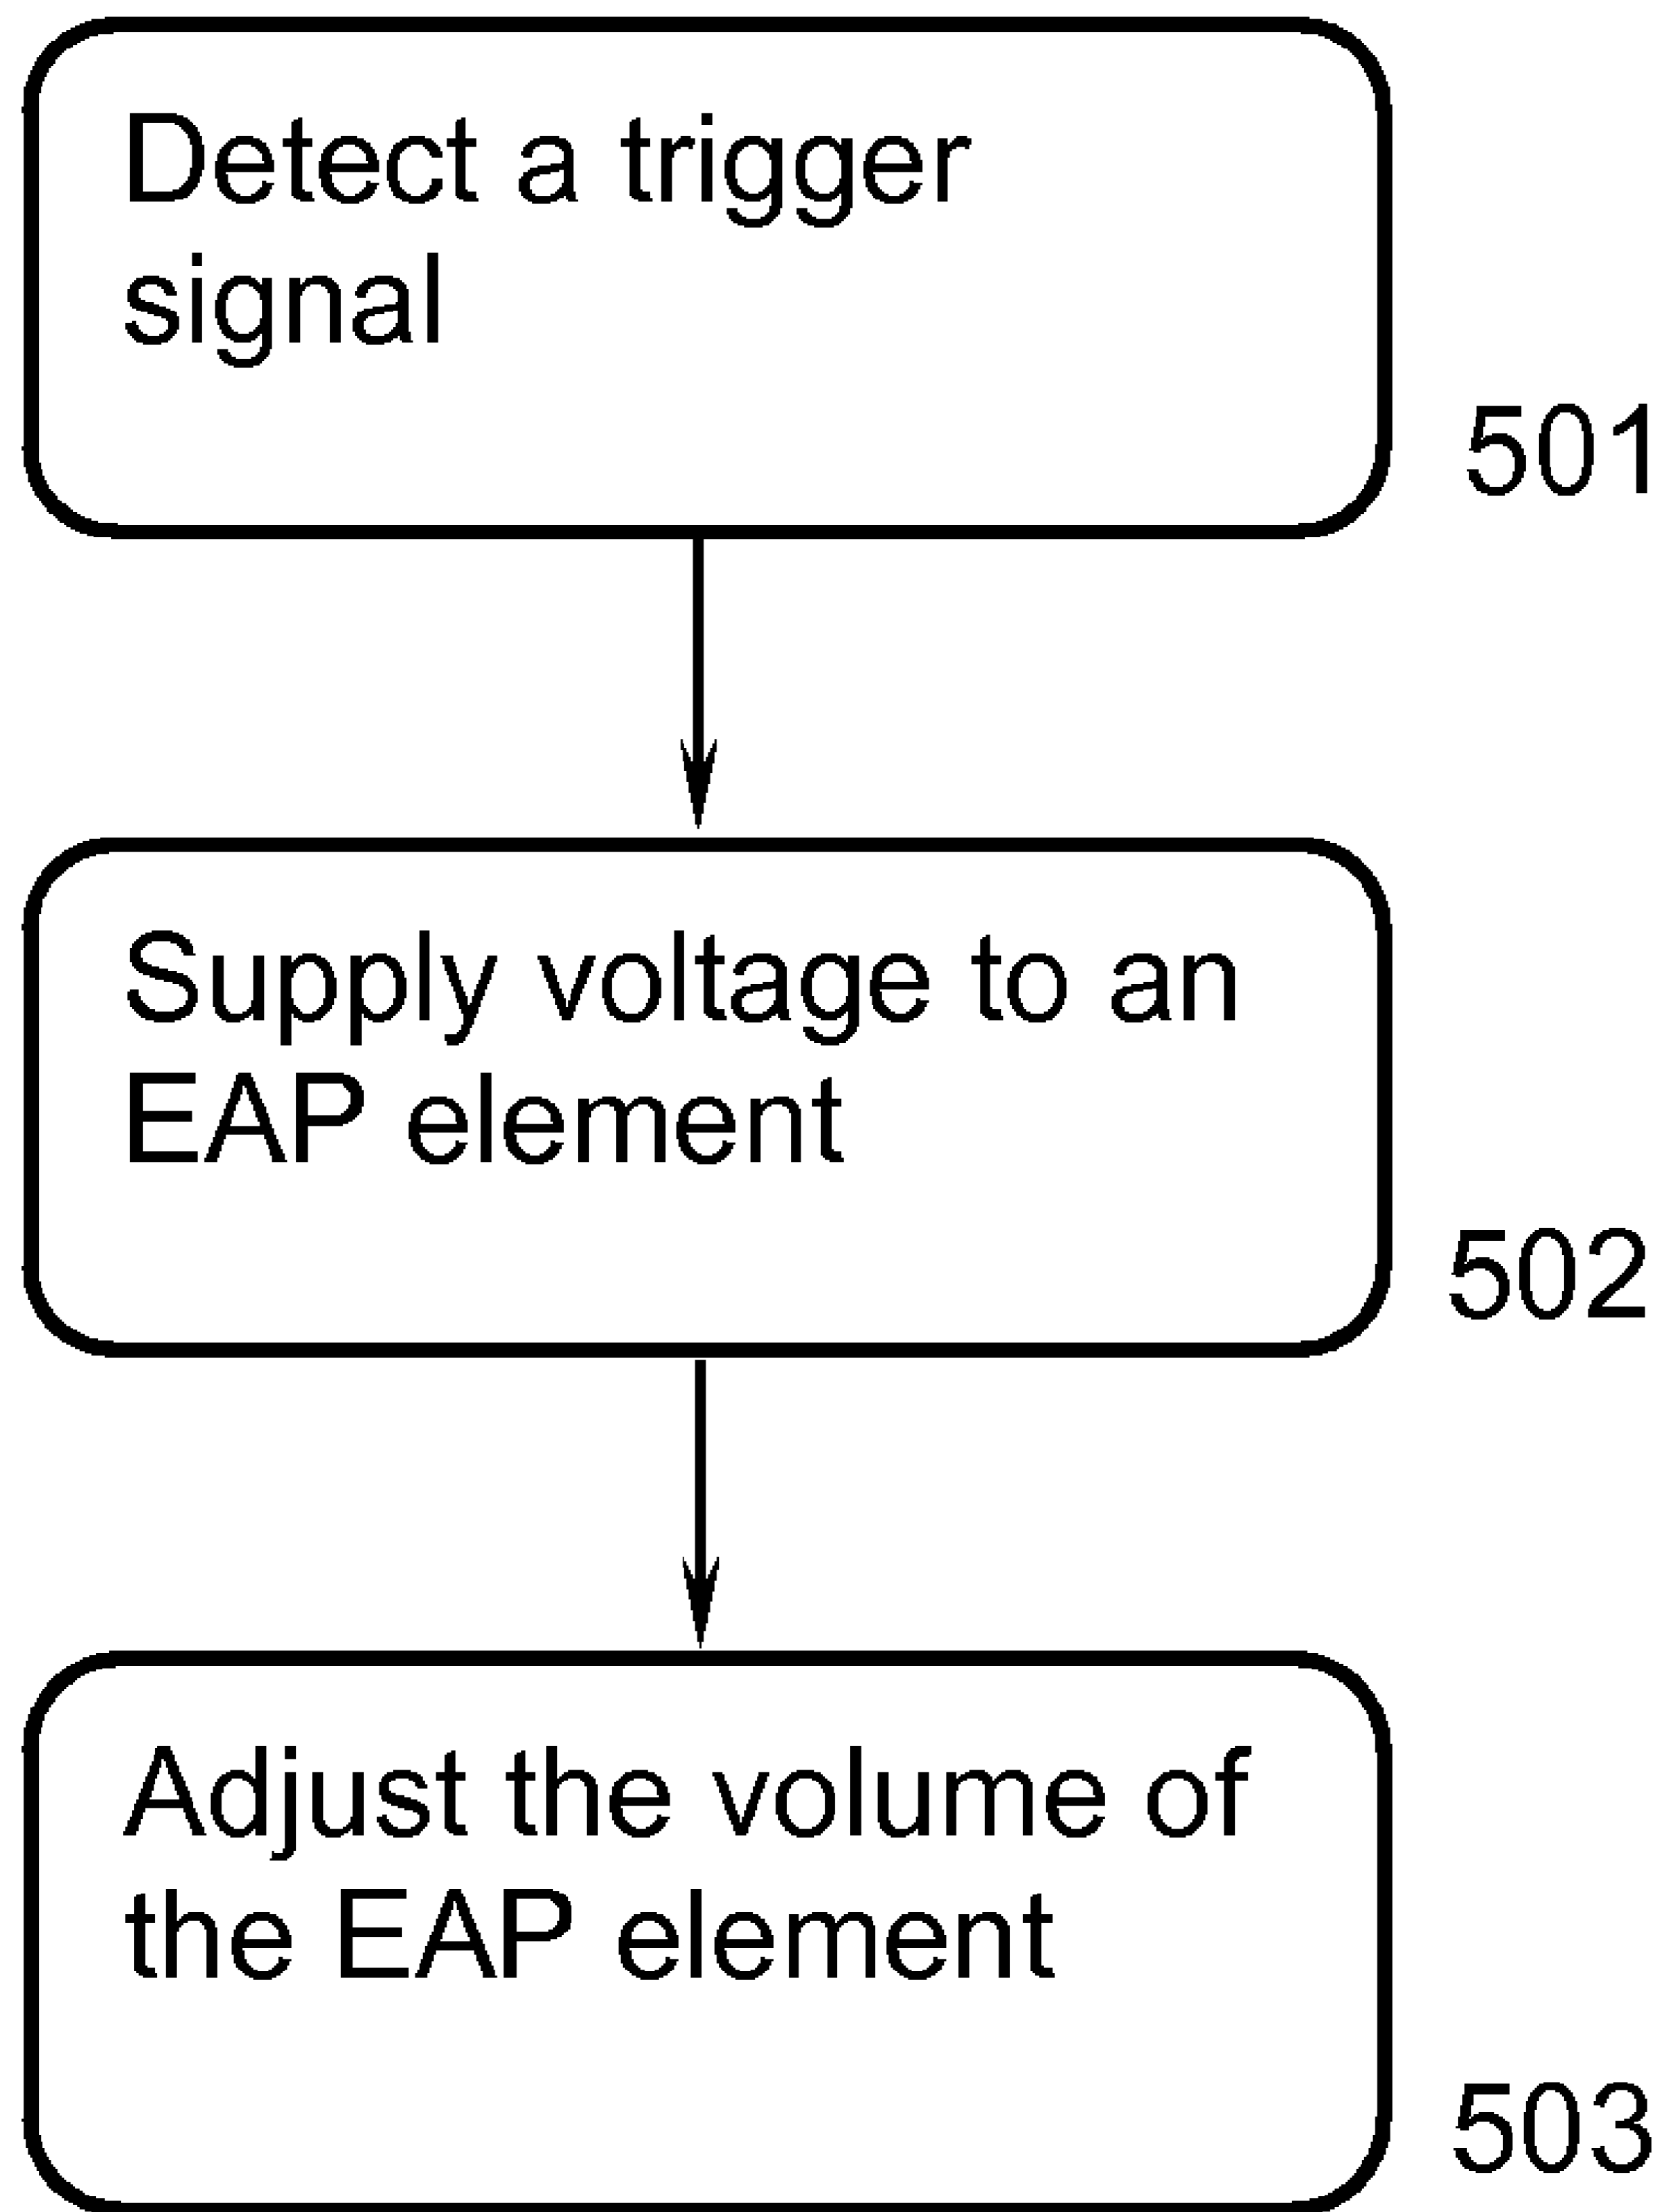 Detect a trigger
signal
501
Supply voltage to an
EAP element
502
Adjust the volume of
the EAP element
503